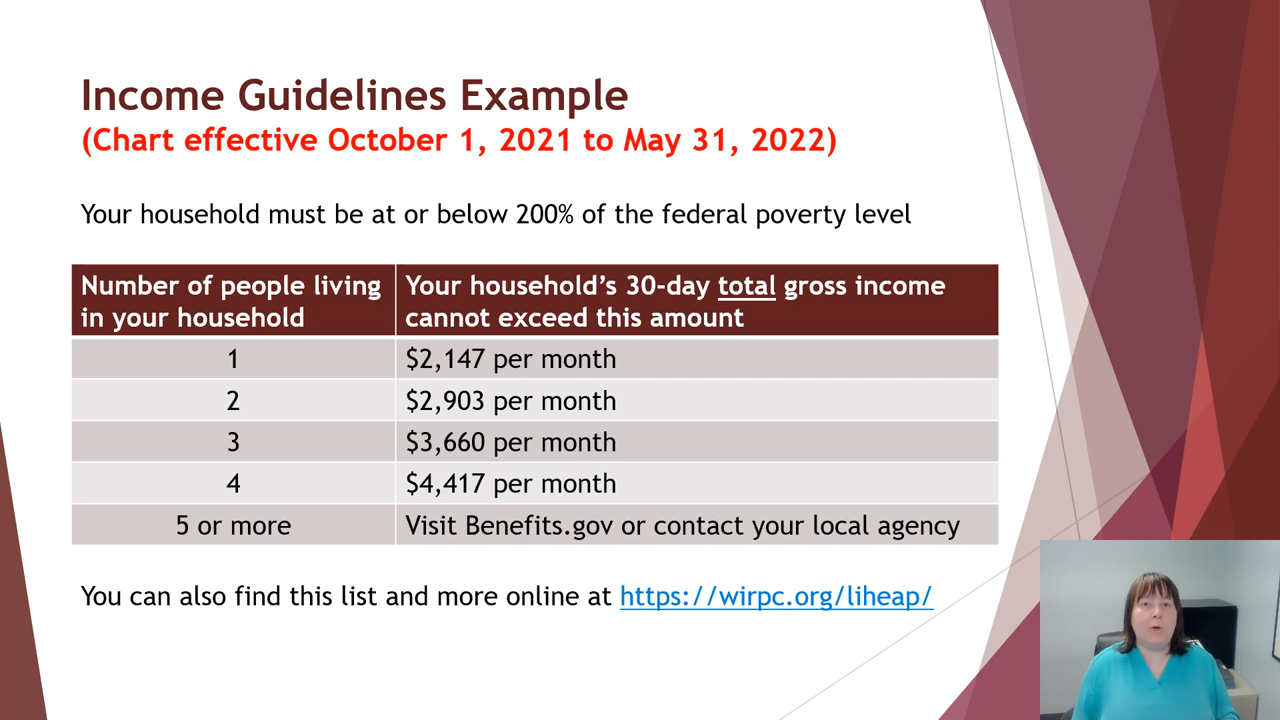 Income Guidelines Example
(Chart effective October 1, 2021 to May 31, 2022)
Your household must be at or below 200% of the federal poverty level
Number of people living in your household
Your household’s 30-day total gross income cannot exceed this amount
1 $2,147 per month
2 $2,903 per month
3 $3,660 per month
4 $4,417 per month
5 or more Visit Benefits.gov or contact your local agency
You can also find this list and more online at https://wirpc.org/liheap/